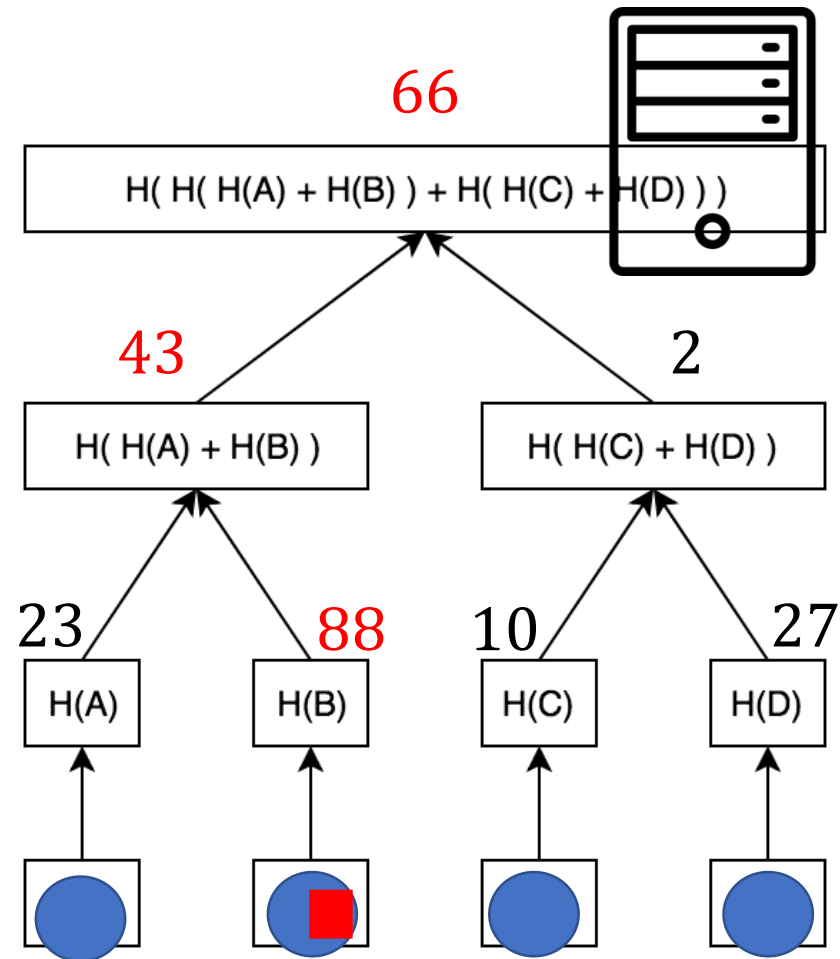 66
H( H( H(A) + H(B) ) + H( H(C) + H(D) ) )
43 2
H( H(A) + H(B) ) H( H(C) + H(D) )
23 88 10 27
H(A) H(B) H(C) H(D)